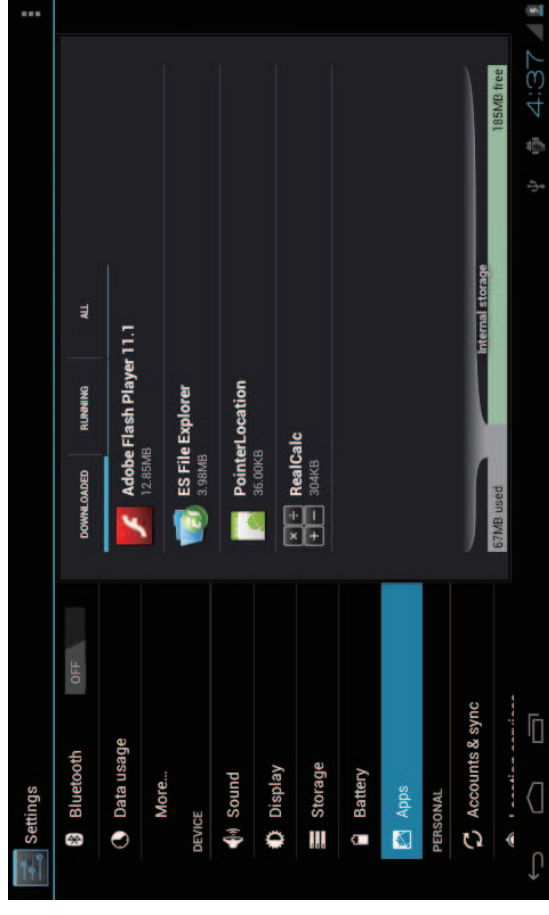 Settings
Bluetooth
OFF
Data usage
More...
DEVICE
Sound
Display
Storage
Battery
Apps
PERSONAL
Accounts & sync
Location services
DOWNLOADED
RUNNING
ALL
Adobe Flash Player 11.1
12.85MB
ES File Explorer
3.98MB
PointerLocation
36.00KB
RealCalc
304KB
Internal storage
67MB used
185MB free
4:37